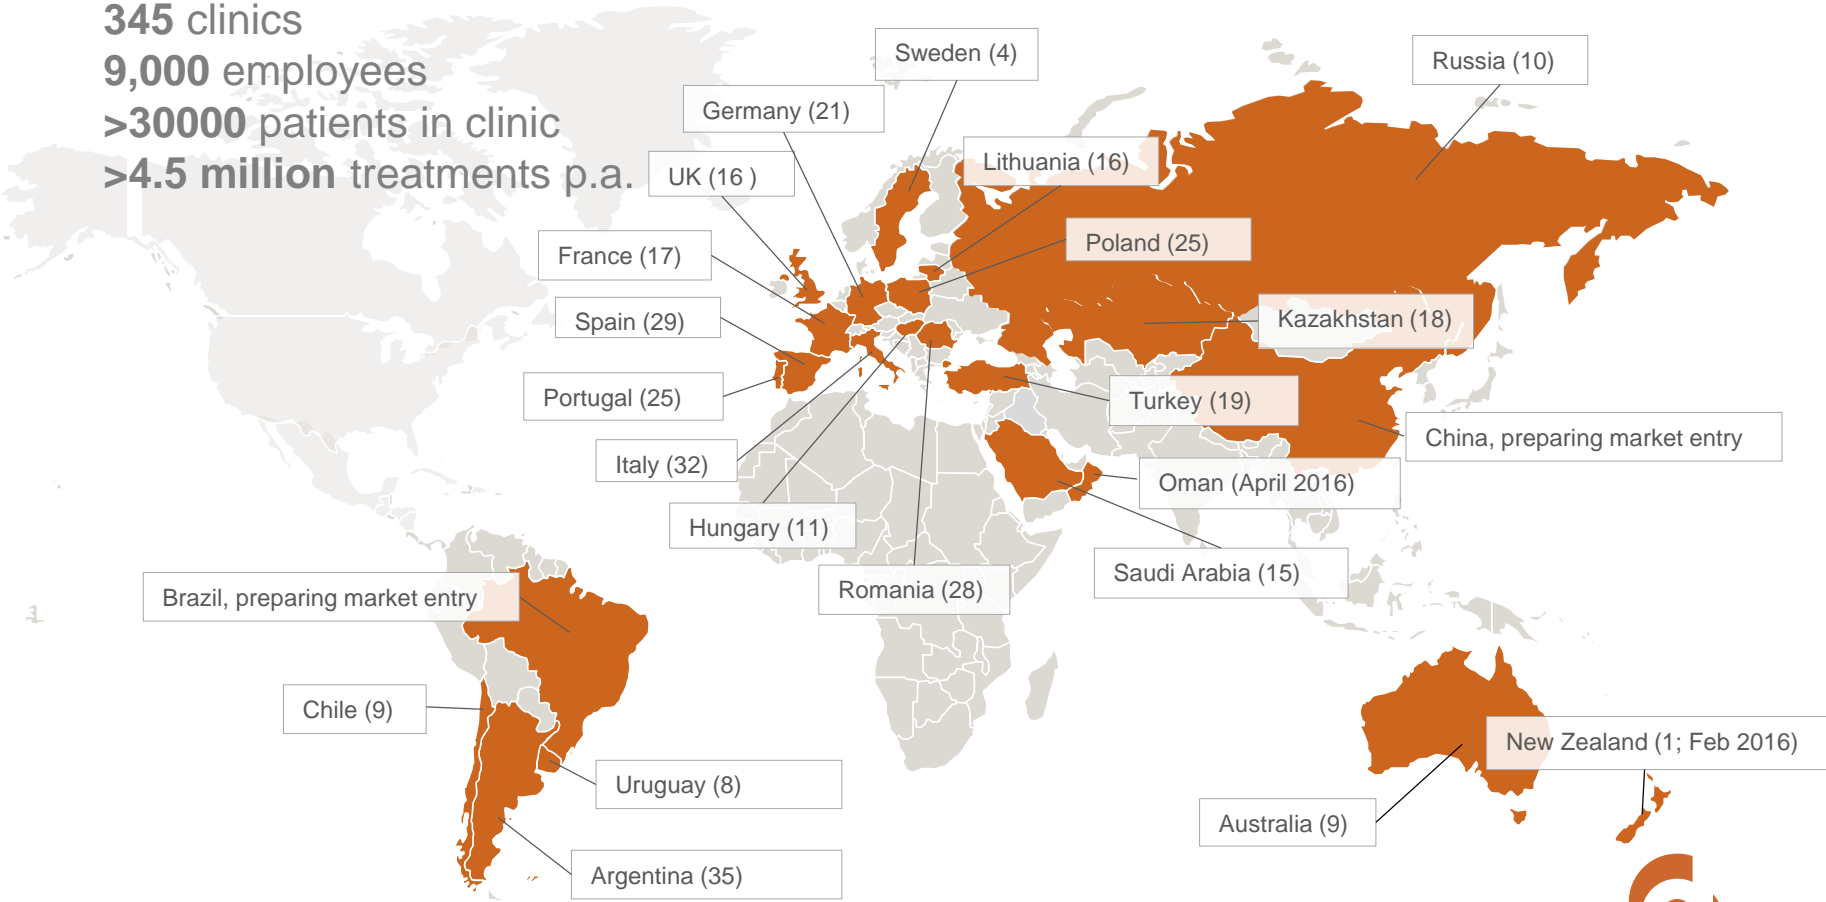 345 clinics
9,000 employees
>30000 patients in clinic
>4.5 million treatments p.a.
Sweden (4)
Russia (10)
Germany (21)
Lithuania (16)
UK (16 )
Poland (25)
France (17)
Spain (29)
Kazakhstan (18)
Portugal (25)
Turkey (19)
China, preparing market entry
Italy (32)
Oman (April 2016)
Hungary (11)
Saudi Arabia (15)
Romania (28)
Brazil, preparing market entry
Chile (9)
New Zealand (1; Feb 2016)
Uruguay (8)
Australia (9)
Argentina (35)